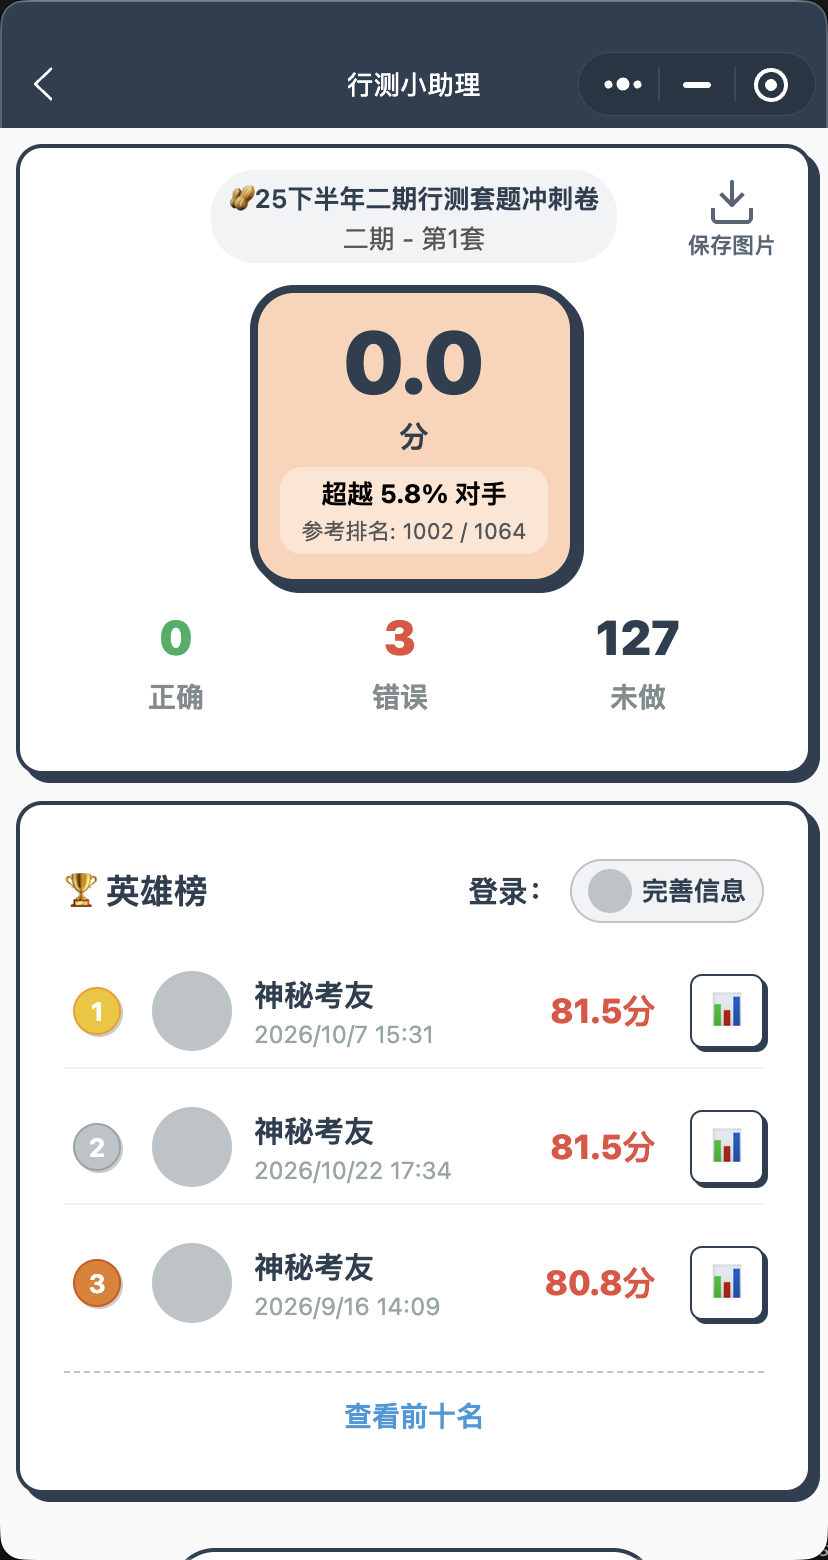 行测小助理
25下半年二期行测套题冲刺卷
二期 - 第1套
保存图片
0.0
分
超越 5.8% 对手
参考排名: 1002 / 1064
0
正确
3
错误
127
未做
英雄榜
登录：
完善信息
1
神秘考友
2026/10/7 15:31
81.5分
2
神秘考友
2026/10/22 17:34
81.5分
3
神秘考友
2026/9/16 14:09
80.8分
查看前十名